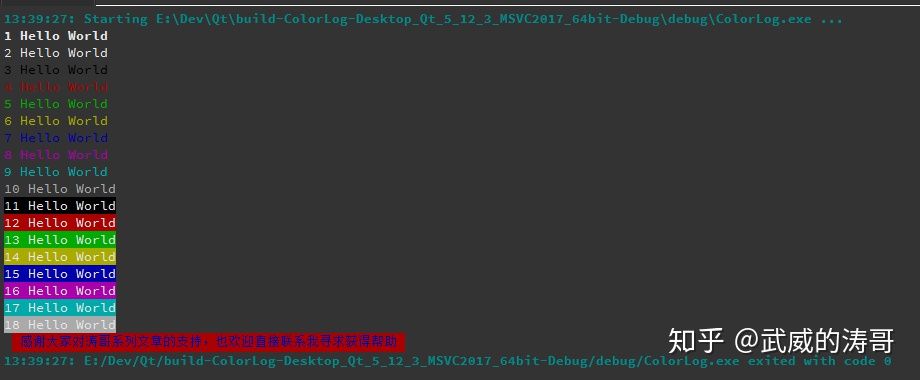 13:39:27: Starting E:\Dev\Qt\build-ColorLog-Desktop_Qt_5_12_3_MSVC2017_64bit-Debug\debug\ColorLog.exe ...
1 Hello World
2 Hello World
3 Hello World
4 Hello World
5 Hello World
6 Hello World
7 Hello World
8 Hello World
9 Hello World
10 Hello World
11 Hello World
12 Hello World
13 Hello World
14 Hello World
15 Hello World
16 Hello World
17 Hello World
18 Hello World
感谢大家对涛哥系列文章的支持，也欢迎直接联系我寻求获得帮助
知乎 @武威的涛哥
13:39:27: E:/Dev/Qt/build-ColorLog-Desktop_Qt_5_12_3_MSVC2017_64bit-Debug/debug/ColorLog.exe exited with code 0